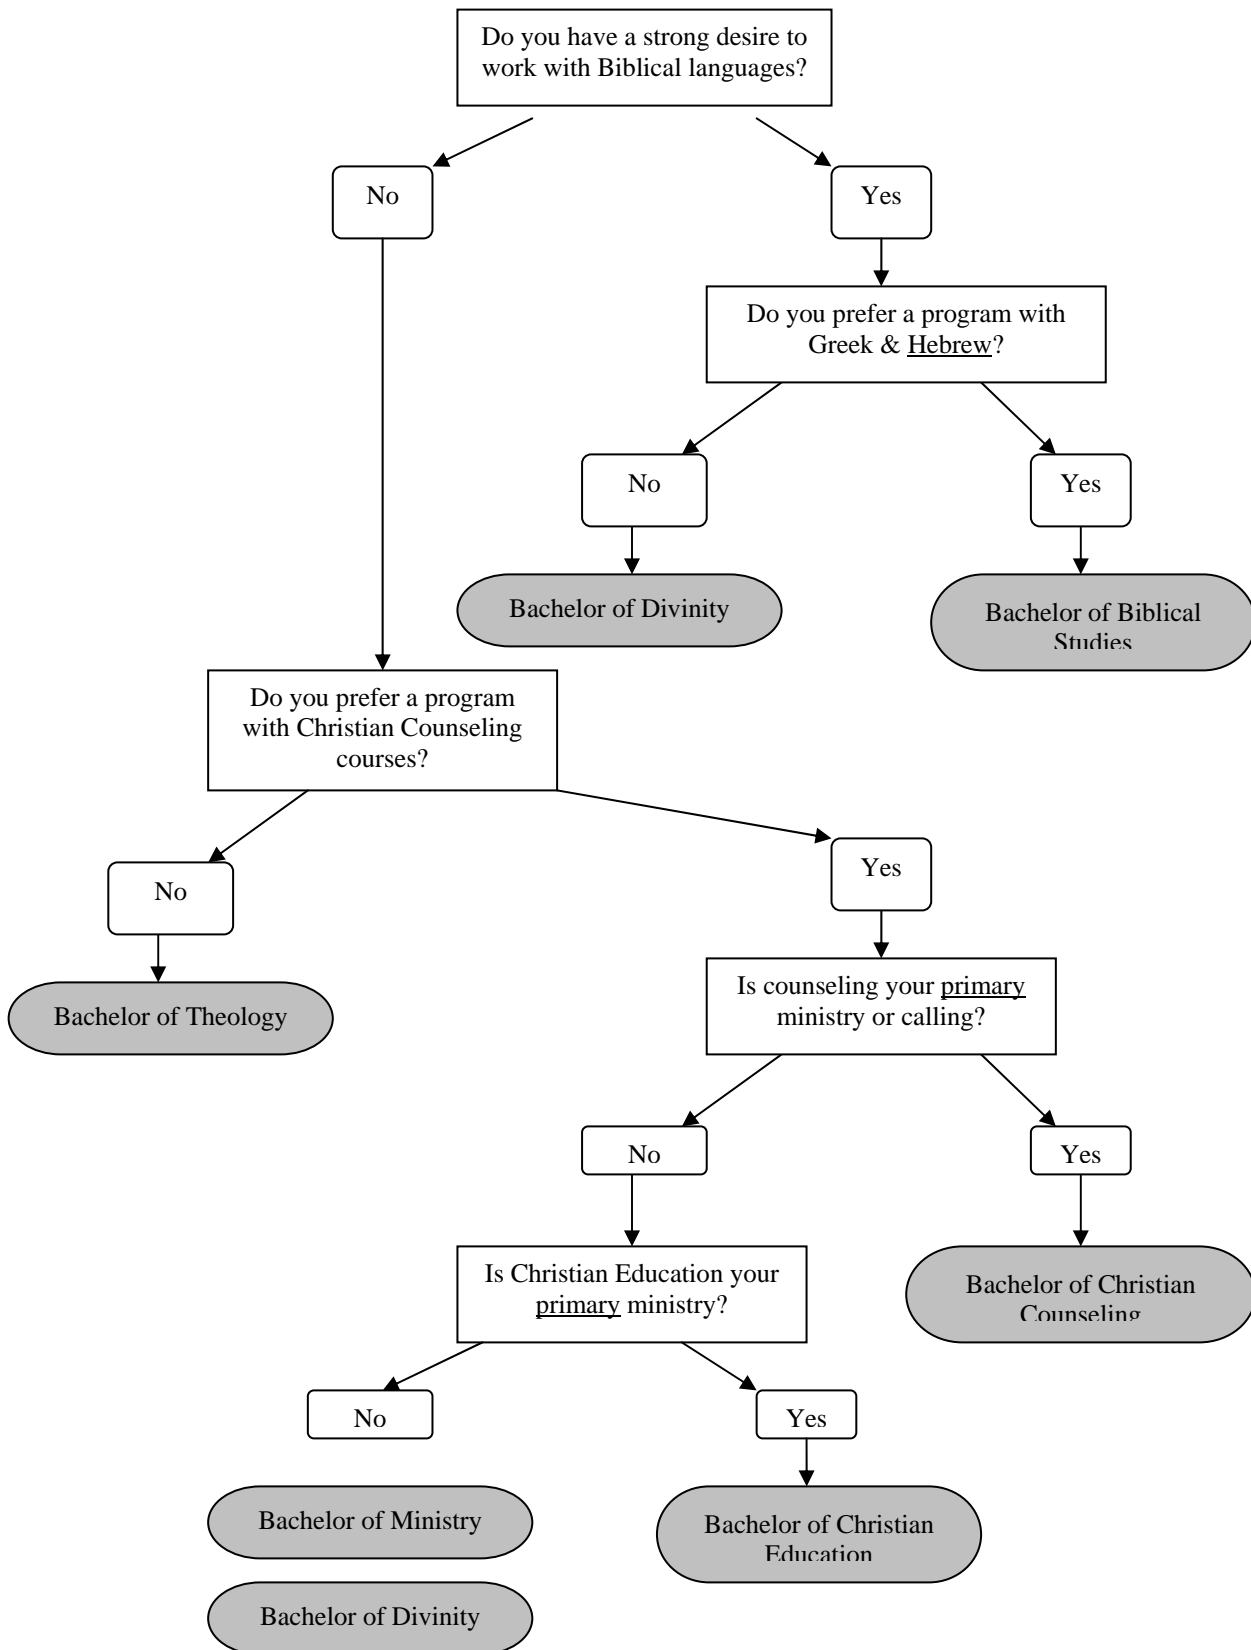 Do you have a strong desire to
work with Biblical languages?
No
Yes
Do you prefer a program with
Greek & Hebrew?
No
Yes
Bachelor of Divinity
Bachelor of Biblical
Studies
Do you prefer a program
with Christian Counseling
courses?
No
Yes
Bachelor of Theology
Is counseling your primary
ministry or calling?
No
Yes
Is Christian Education your
primary ministry?
Bachelor of Christian
Counseling
No
Yes
Bachelor of Ministry
Bachelor of Christian
Education
Bachelor of Divinity